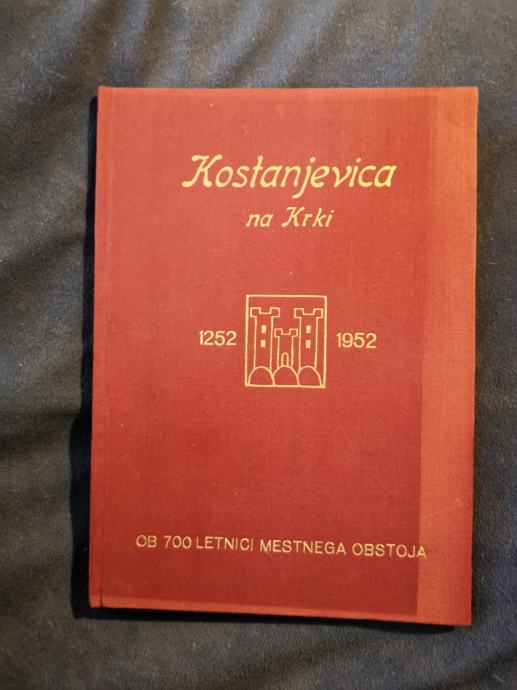 Kostanjevica
na Krki
1252 1952
OB 700 LETNICI MESTNEGA OBSTOJA